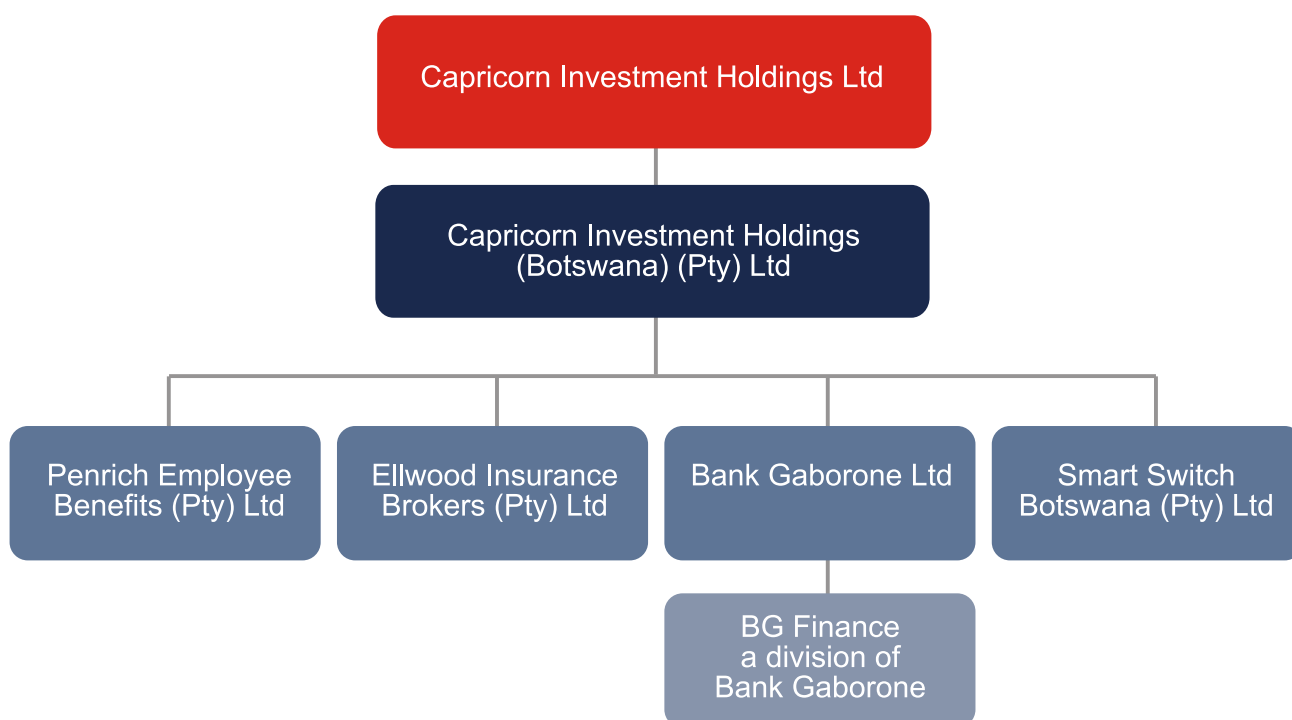 Capricorn Investment Holdings Ltd
Capricorn Investment Holdings
(Botswana) (Pty) Ltd
Penrich Employee
Benefits (Pty) Ltd
Ellwood Insurance
Brokers (Pty) Ltd
Bank Gaborone Ltd
Smart Switch
Botswana (Pty) Ltd
BG Finance
a division of
Bank Gaborone